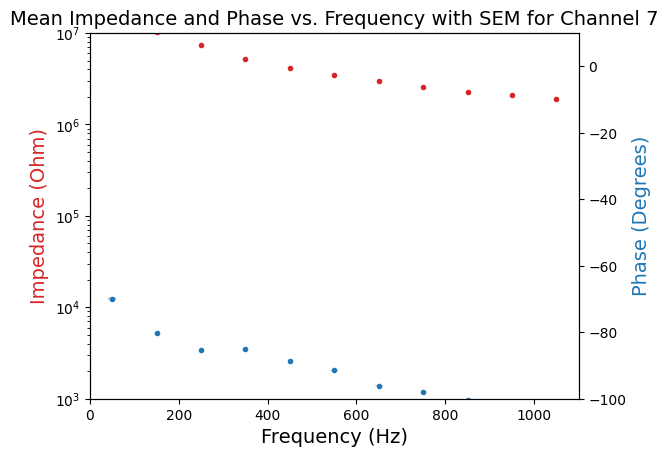 Mean Impedance and Phase vs. Frequency with SEM for Channel 7
10^7
10^6
10^5
10^4
10^3
Impedance (Ohm)
0
−20
−40
−60
−80
−100
Phase (Degrees)
0 200 400 600 800 1000
Frequency (Hz)